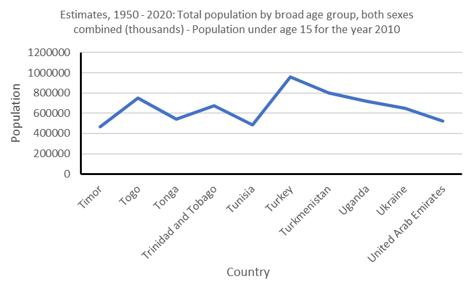 Estimates, 1950 - 2020: Total population by broad age group, both sexes
combined (thousands) - Population under age 15 for the year 2010
1200000
1000000
800000
600000
400000
200000
0
Population
Timor
Togo
Tonga
Trinidad and Tobago
Tunisia
Turkey
Turkmenistan
Uganda
Ukraine
United Arab Emirates
Country